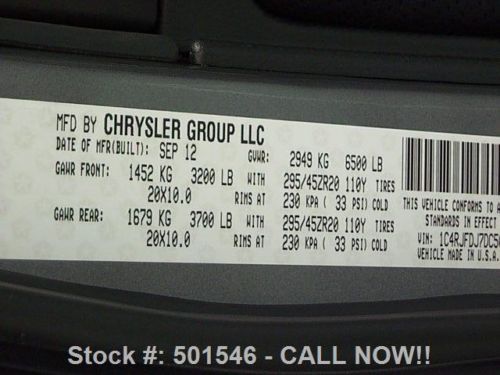 MFD BY CHRYSLER GROUP LLC
DATE OF MFR(BUILT): SEP 12 GVWR: 2949 KG 6500 LB
GAWR FRONT: 1452 KG 3200 LB WITH 295/45ZR20 110Y TIRES
20X10.0 RIMS AT 230 KPA ( 33 PSI) COLD
GAWR REAR: 1679 KG 3700 LB WITH 295/45ZR20 110Y TIRES
20X10.0 RIMS AT 230 KPA ( 33 PSI) COLD
THIS VEHICLE CONFORMS TO A
STANDARDS IN EFFECT
VIN: 1C4RJFDJ7DC5
VEHICLE MADE IN U.S.A.
Stock #: 501546 - CALL NOW!!